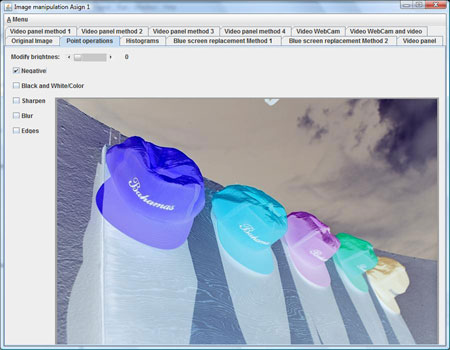 Image manipulation Asign 1
A Menu
Video panel method 1 Video panel method 2 Video panel method 3 Video panel method 4 Video WebCam Video WebCam and video
Original Image Point operations Histograms Blue screen replacement Method 1 Blue screen replacement Method 2 Video panel
Modify brightnes: 0
Negative
Black and White/Color
Sharpen
Blur
Edges
Bahamas
Bahamas